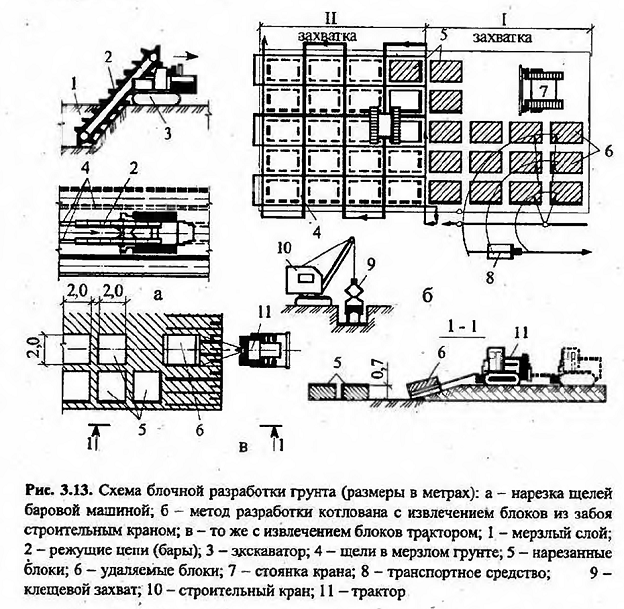 II
I
захватка
захватка
5
2
1
3
7
4
2
6
4
8
10
9
а
б
2,0
2,0
11
1-1
2,0
5
6
0,7
6
11
5
1
в
1
Рис. 3.13. Схема блочной разработки грунта (размеры в метрах): а – нарезка щелей
баровой машиной; б – метод разработки котлована с извлечением блоков из забоя
строительным краном; в – то же с извлечением блоков трактором; 1 – мерзлый слой;
2 – режущие цепи (бары); 3 – экскаватор; 4 – щели в мерзлом грунте; 5 – нарезанные
блоки; 6 – удаляемые блоки; 7 – стоянка крана; 8 – транспортное средство; 9 –
клещевой захват; 10 – строительный кран; 11 – трактор